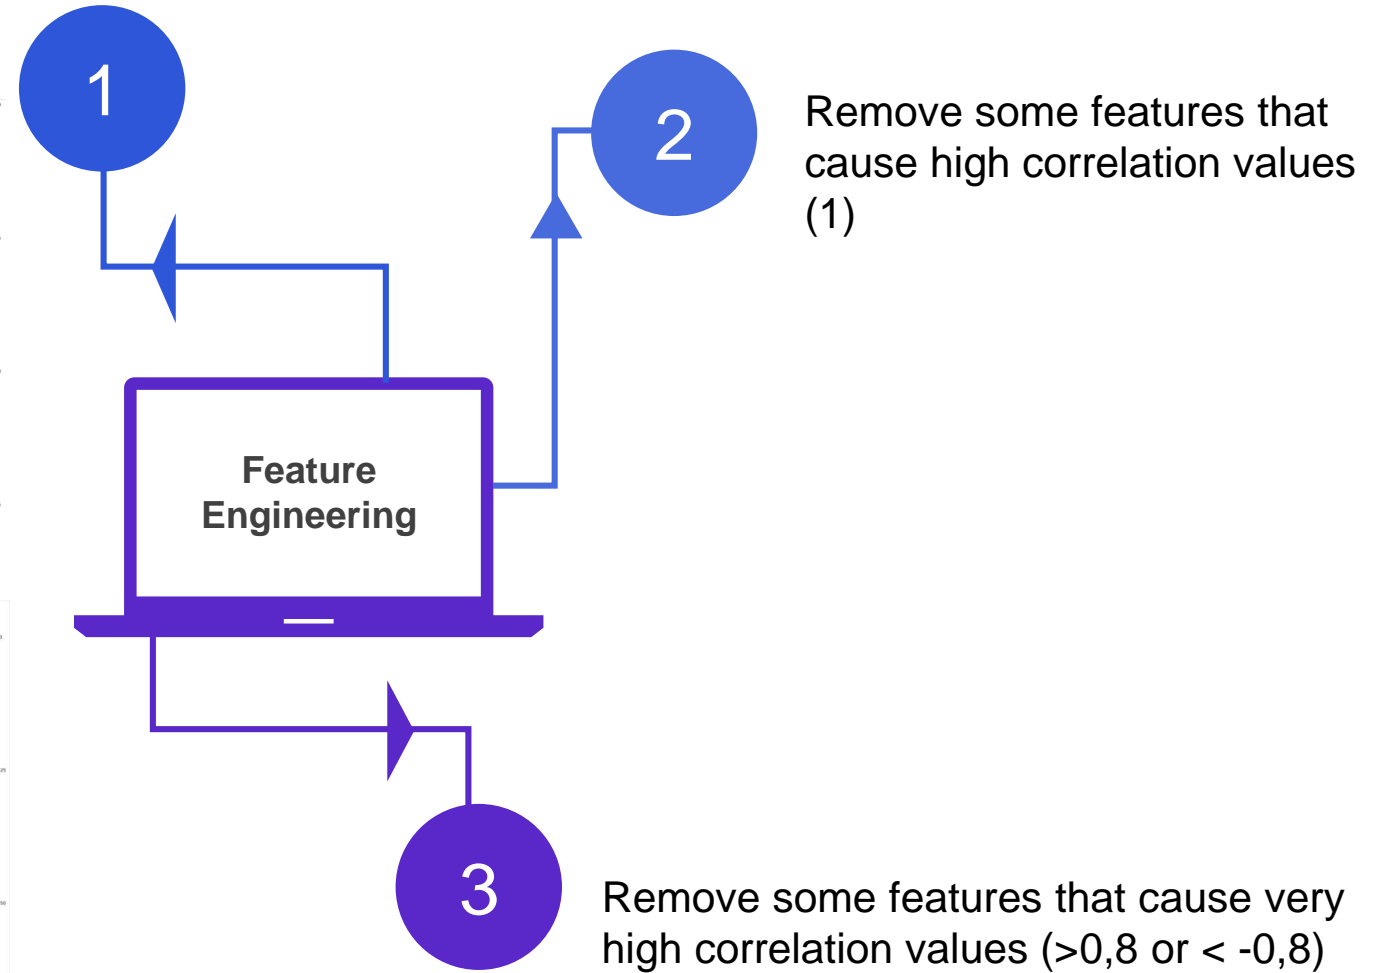 1
2
Remove some features that
cause high correlation values
(1)
Feature
Engineering
3
Remove some features that cause very
high correlation values (>0,8 or < -0,8)